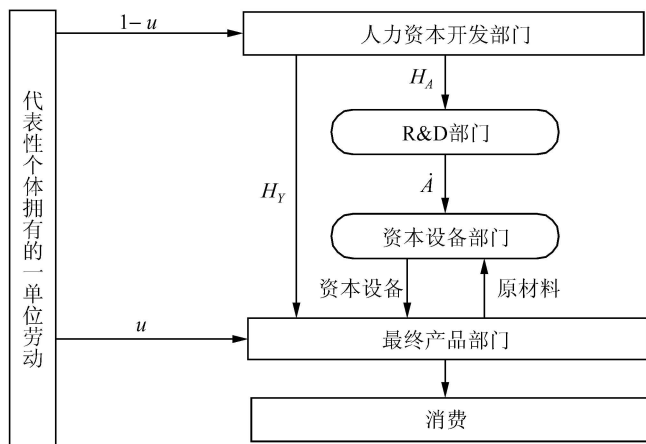 代表性个体拥有的一单位劳动
1− u
人力资本开发部门
H_A
R&D部门
H_Y
Ȧ
资本设备部门
资本设备
原材料
u
最终产品部门
消费